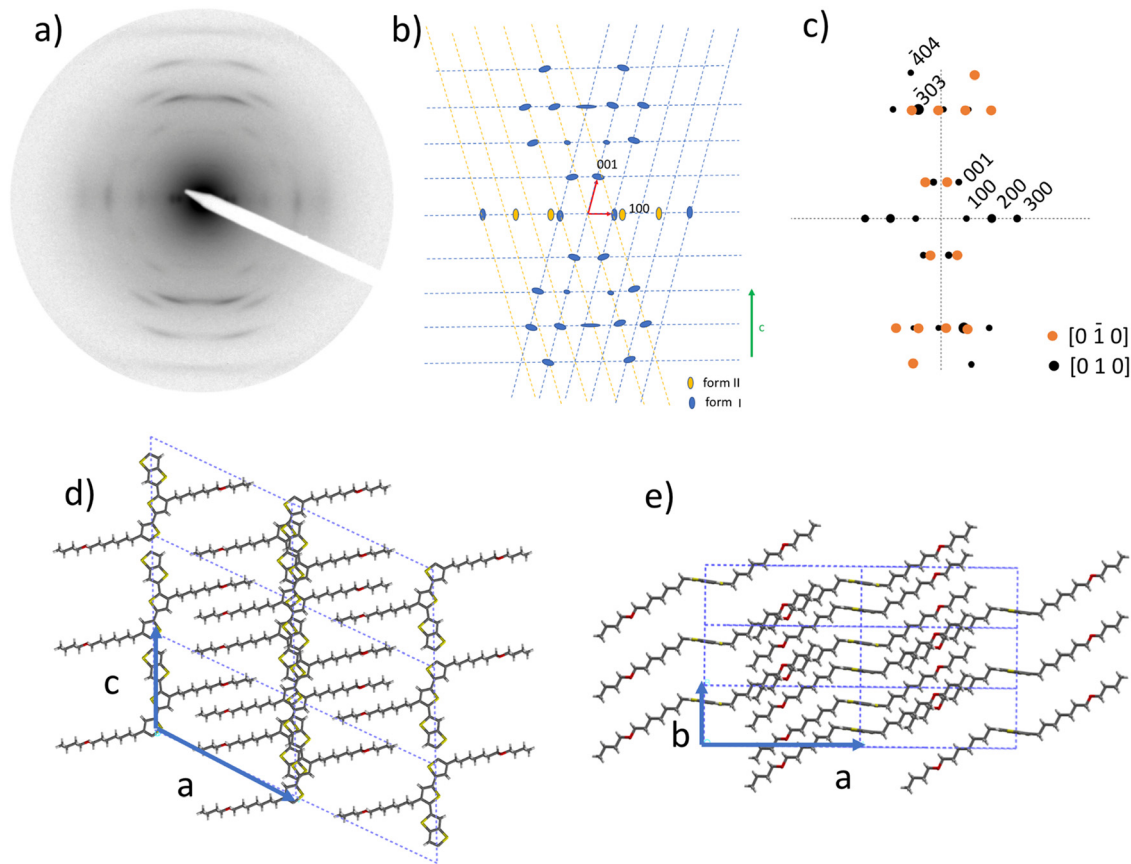 a)
b)
c)
4̄04
3̄03
001
001
100
200
300
100
c
form II
form I
[0 1̄ 0]
[0 1 0]
d)
e)
c
a
b
a